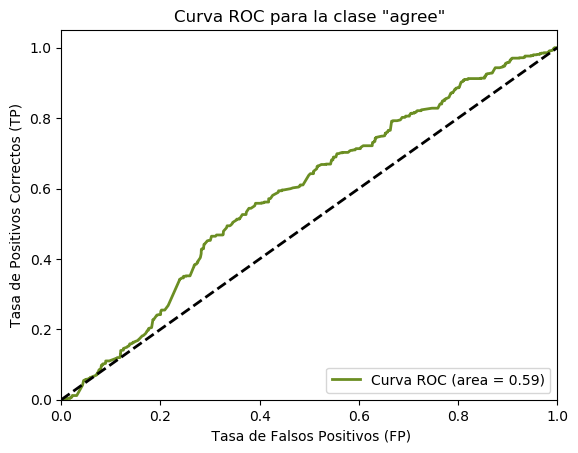 Curva ROC para la clase "agree"
1.0
0.8
0.6
0.4
0.2
0.0
Tasa de Positivos Correctos (TP)
Curva ROC (area = 0.59)
0.0 0.2 0.4 0.6 0.8 1.0
Tasa de Falsos Positivos (FP)